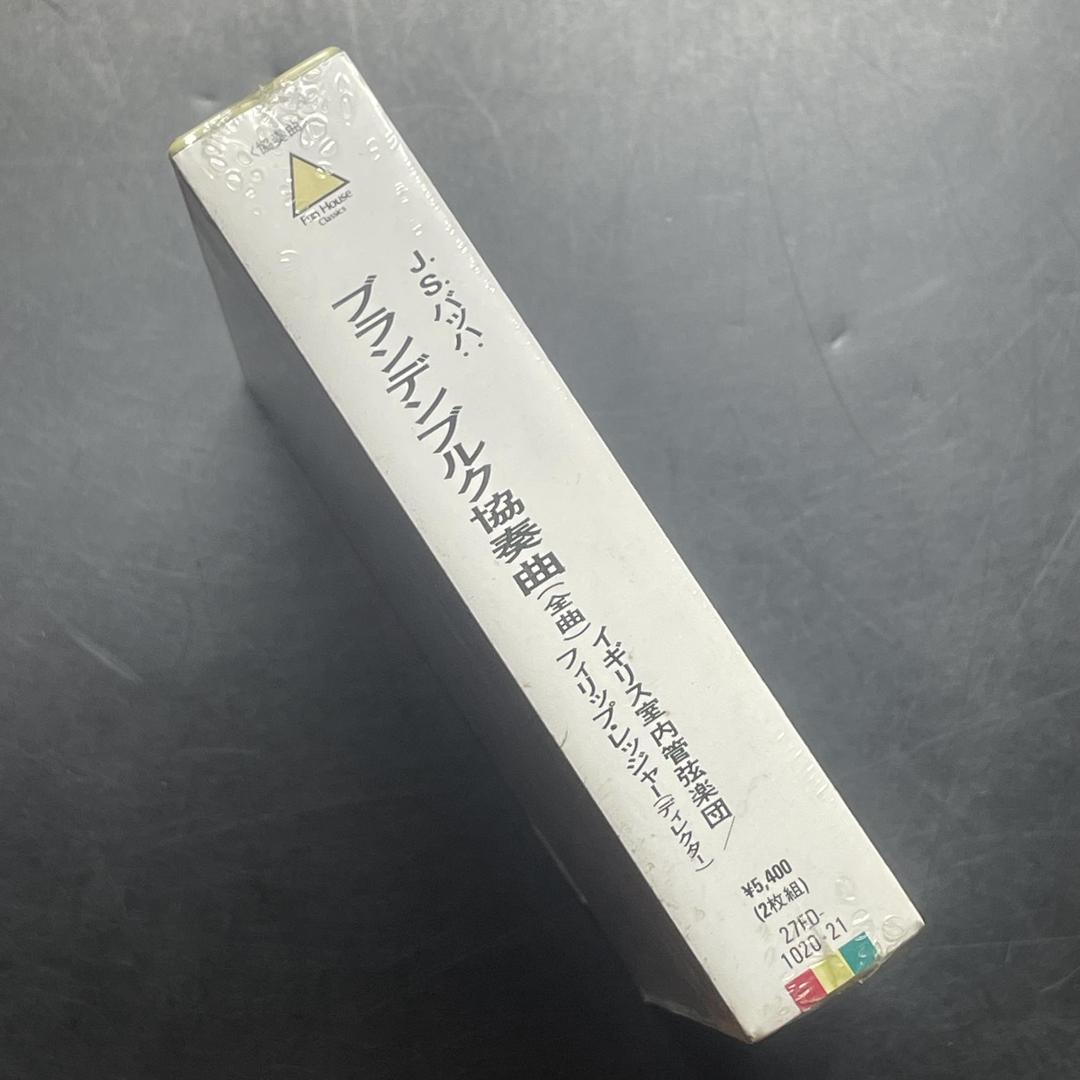 〈協奏曲〉
Fun House
Classics
J.S.バッハ:
ブランデンブルク協奏曲(全曲)
イギリス室内管弦楽団/
フィリップ・レッジャー(ディレクター)
¥5,400
(2枚組)
27FD-
1020·21